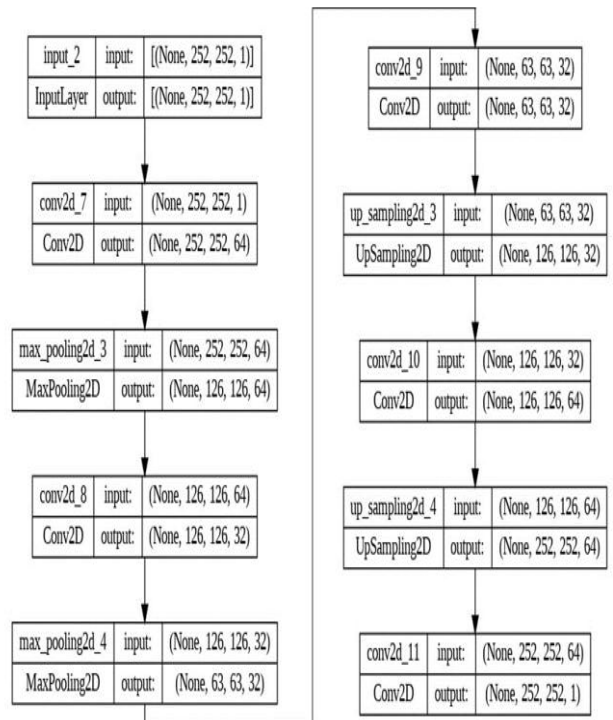 input_2 input: [(None, 252, 252, 1)]
InputLayer output: [(None, 252, 252, 1)]
conv2d_7 input: (None, 252, 252, 1)
Conv2D output: (None, 252, 252, 64)
max_pooling2d_3 input: (None, 252, 252, 64)
MaxPooling2D output: (None, 126, 126, 64)
conv2d_8 input: (None, 126, 126, 64)
Conv2D output: (None, 126, 126, 32)
max_pooling2d_4 input: (None, 126, 126, 32)
MaxPooling2D output: (None, 63, 63, 32)
conv2d_9 input: (None, 63, 63, 32)
Conv2D output: (None, 63, 63, 32)
up_sampling2d_3 input: (None, 63, 63, 32)
UpSampling2D output: (None, 126, 126, 32)
conv2d_10 input: (None, 126, 126, 32)
Conv2D output: (None, 126, 126, 64)
up_sampling2d_4 input: (None, 126, 126, 64)
UpSampling2D output: (None, 252, 252, 64)
conv2d_11 input: (None, 252, 252, 64)
Conv2D output: (None, 252, 252, 1)